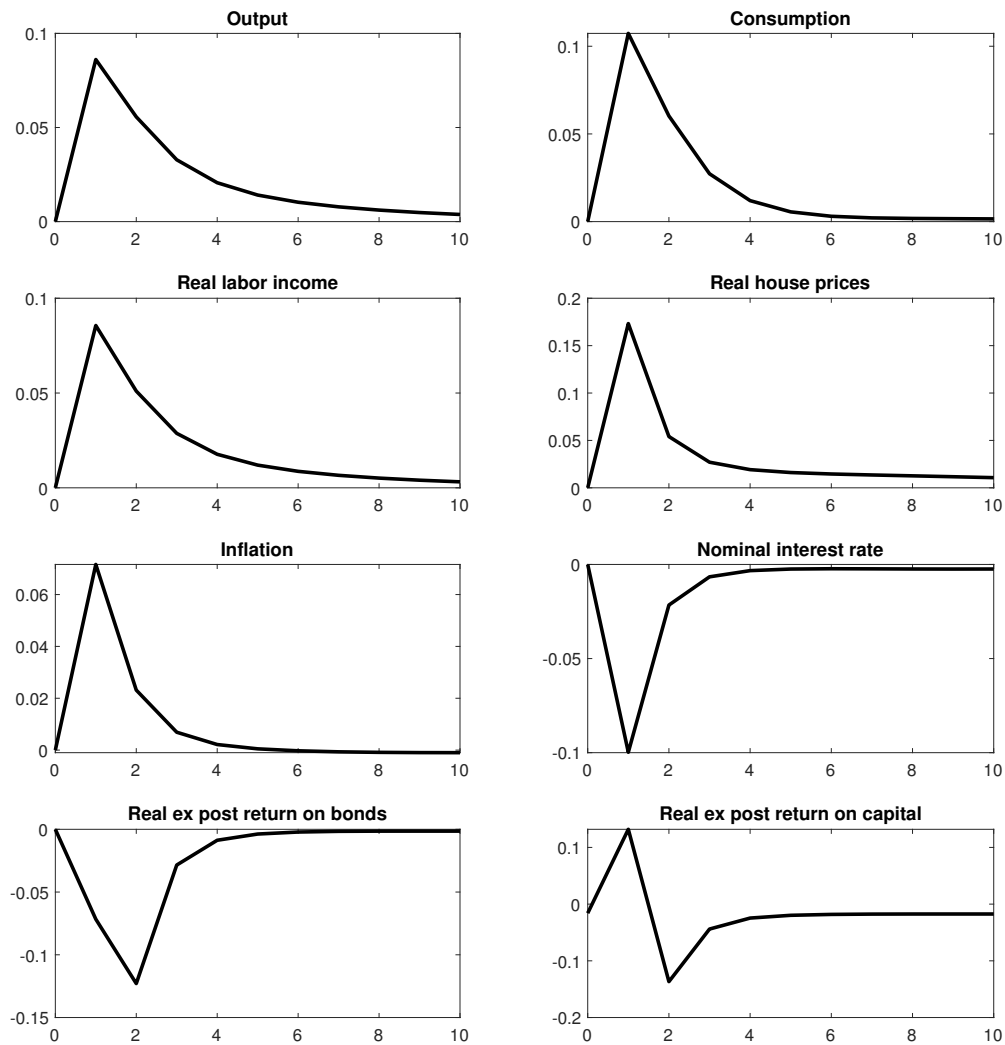 Output
0.1
0.05
0
0 2 4 6 8 10
Consumption
0.1
0.05
0
0 2 4 6 8 10
Real labor income
0.1
0.05
0
0 2 4 6 8 10
Real house prices
0.2
0.15
0.1
0.05
0
0 2 4 6 8 10
Inflation
0.06
0.04
0.02
0
0 2 4 6 8 10
Nominal interest rate
0
-0.05
-0.1
0 2 4 6 8 10
Real ex post return on bonds
0
-0.05
-0.1
-0.15
0 2 4 6 8 10
Real ex post return on capital
0.1
0
-0.1
-0.2
0 2 4 6 8 10